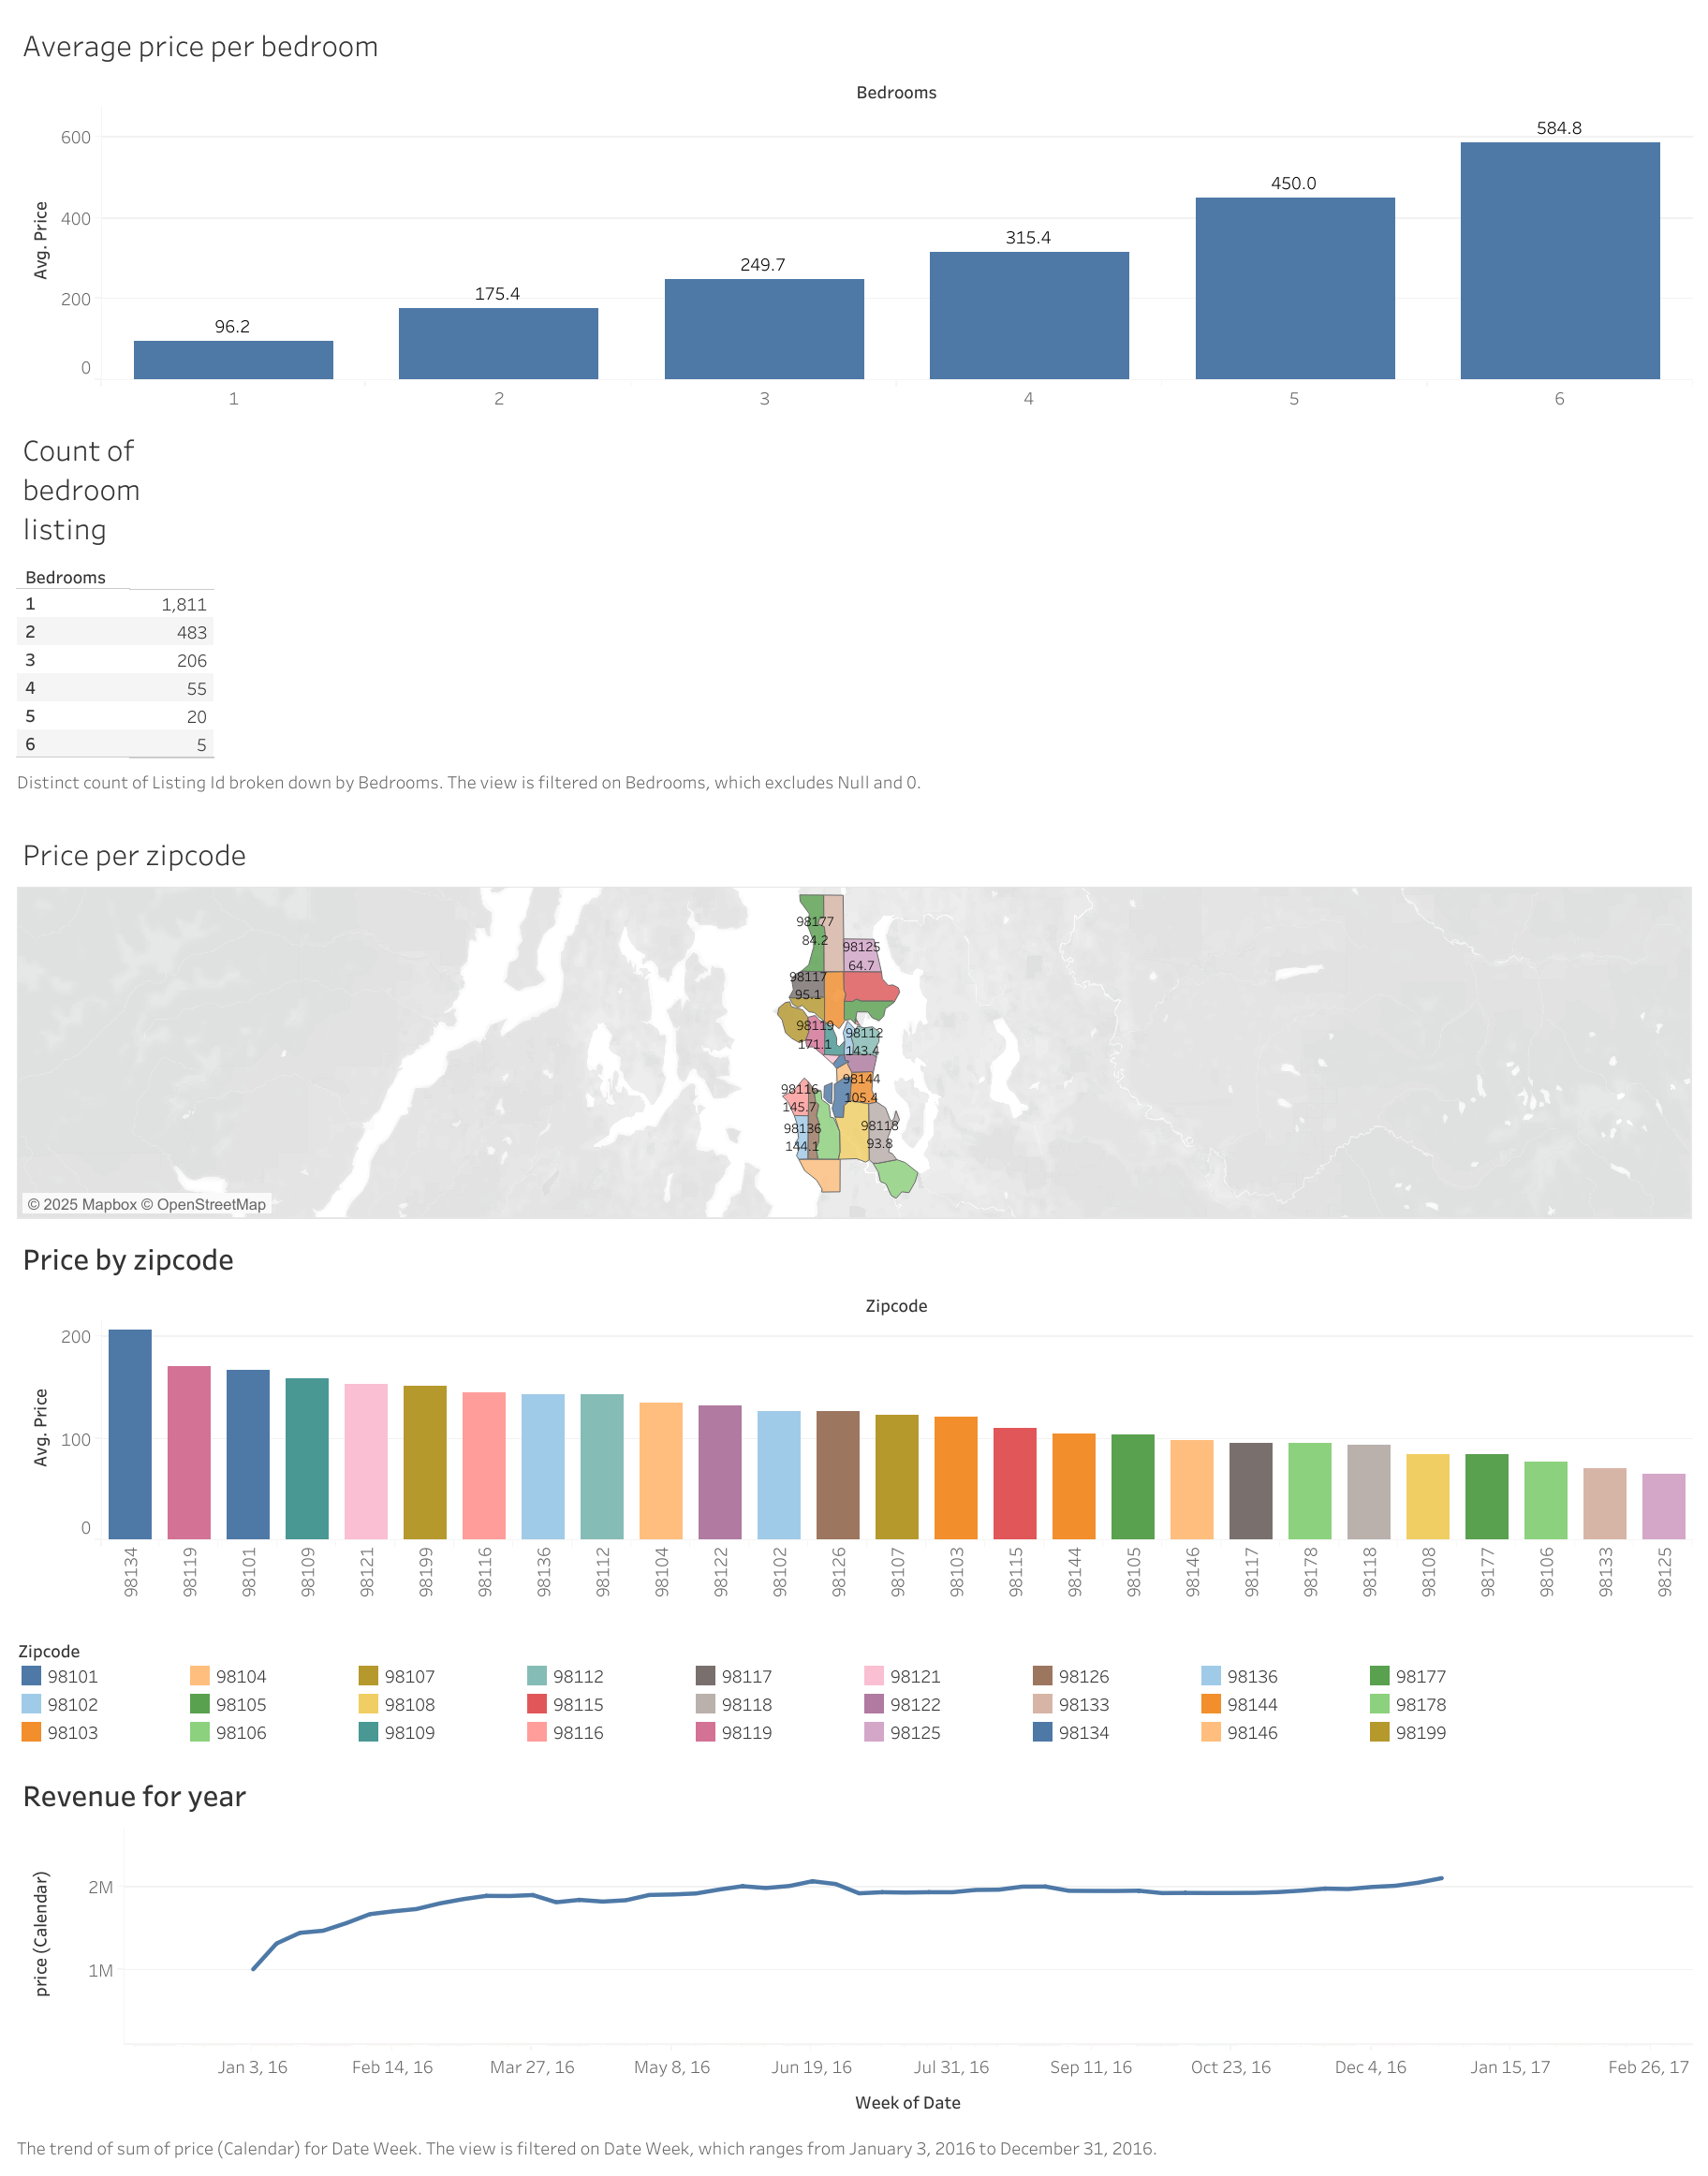 Average price per bedroom
Bedrooms
Avg. Price
600
400
200
0
96.2
175.4
249.7
315.4
450.0
584.8
1
2
3
4
5
6
Count of
bedroom
listing
Bedrooms
1 1,811
2 483
3 206
4 55
5 20
6 5
Distinct count of Listing Id broken down by Bedrooms. The view is filtered on Bedrooms, which excludes Null and 0.
Price per zipcode
98177
84.2
98125
64.7
98117
95.1
98119
171.1
98112
143.4
98144
105.4
98116
145.7
98136
144.1
98118
93.8
© 2025 Mapbox © OpenStreetMap
Price by zipcode
Zipcode
Avg. Price
200
100
0
98134
98119
98101
98109
98121
98199
98116
98136
98112
98104
98122
98102
98126
98107
98103
98115
98144
98105
98146
98117
98178
98118
98108
98177
98106
98133
98125
Zipcode
98101 98104 98107 98112 98117 98121 98126 98136 98177
98102 98105 98108 98115 98118 98122 98133 98144 98178
98103 98106 98109 98116 98119 98125 98134 98146 98199
Revenue for year
price (Calendar)
2M
1M
Jan 3, 16
Feb 14, 16
Mar 27, 16
May 8, 16
Jun 19, 16
Jul 31, 16
Sep 11, 16
Oct 23, 16
Dec 4, 16
Jan 15, 17
Feb 26, 17
Week of Date
The trend of sum of price (Calendar) for Date Week. The view is filtered on Date Week, which ranges from January 3, 2016 to December 31, 2016.